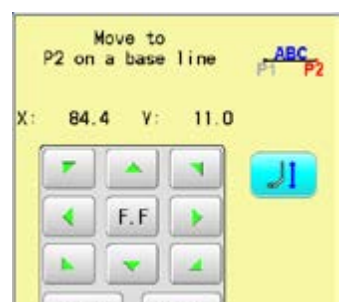 Move to
P2 on a base line
ABC
P1 P2
X: 84.4 Y: 11.0
F.F